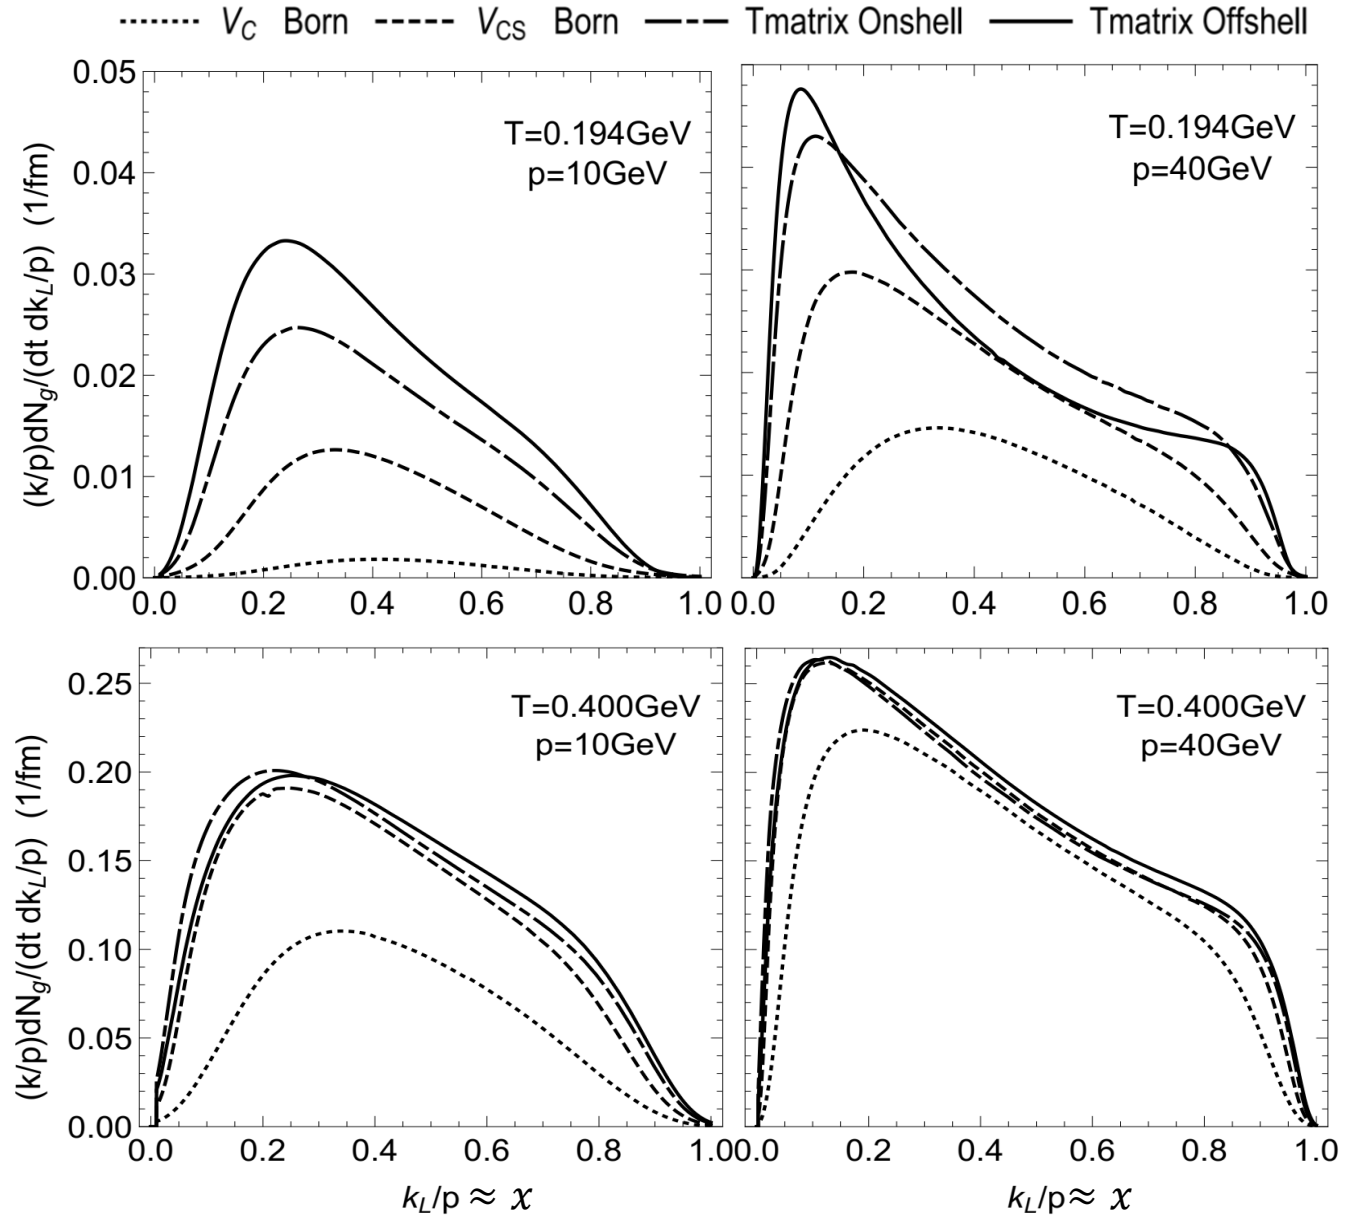 V_C Born V_CS Born Tmatrix Onshell Tmatrix Offshell
0.05
0.04
0.03
0.02
0.01
0.00
(k/p)dN_g/(dt dk_L/p) (1/fm)
T=0.194GeV
p=10GeV
0.0 0.2 0.4 0.6 0.8 1.0
T=0.194GeV
p=40GeV
0.0 0.2 0.4 0.6 0.8 1.0
0.25
0.20
0.15
0.10
0.05
0.00
(k/p)dN_g/(dt dk_L/p) (1/fm)
T=0.400GeV
p=10GeV
0.0 0.2 0.4 0.6 0.8 1.0
k_L/p ≈ x
T=0.400GeV
p=40GeV
0.0 0.2 0.4 0.6 0.8 1.0
k_L/p ≈ x